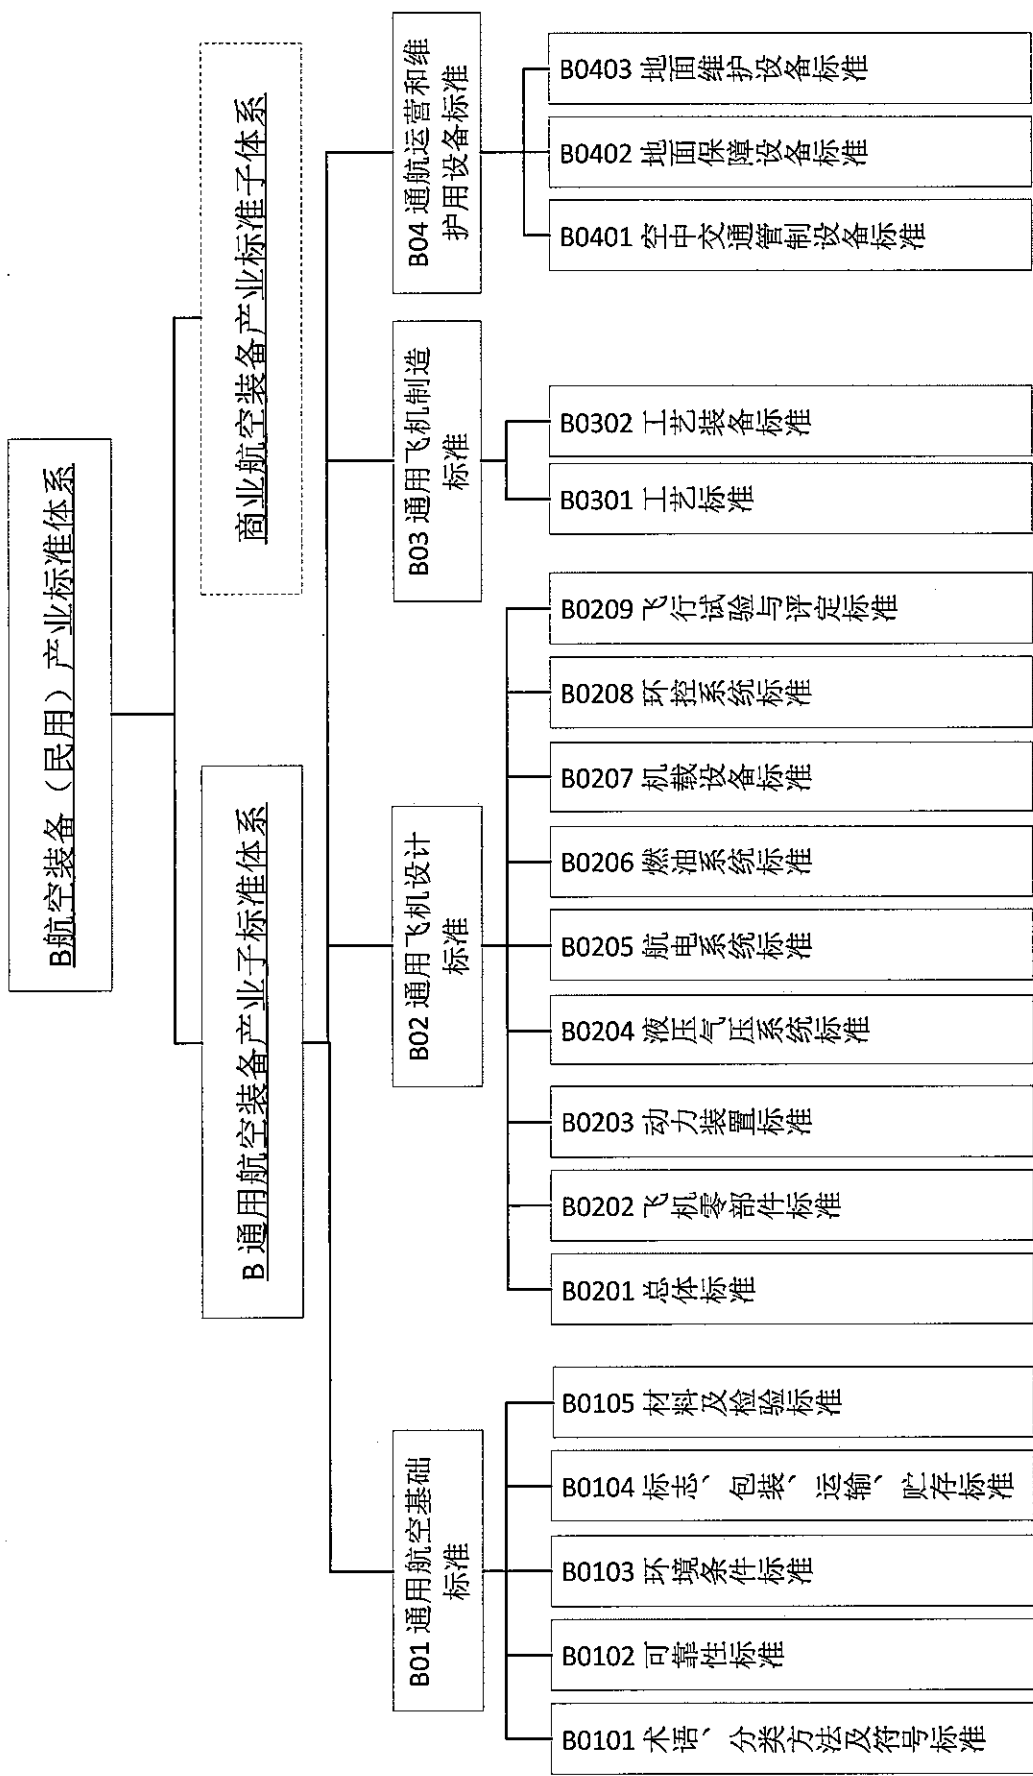 B航空装备（民用）产业标准体系
B 通用航空装备产业子标准体系
商业航空装备产业标准子体系
B01 通用航空基础
标准
B02 通用飞机设计
标准
B03 通用飞机制造
标准
B04 通航运营和维
护用设备标准
B0101 术语、分类方法及符号标准
B0102 可靠性标准
B0103 环境条件标准
B0104 标志、包装、运输、贮存标准
B0105 材料及检验标准
B0201 总体标准
B0202 飞机零部件标准
B0203 动力装置标准
B0204 液压气压系统标准
B0205 航电系统标准
B0206 燃油系统标准
B0207 机载设备标准
B0208 环控系统标准
B0209 飞行试验与评定标准
B0301 工艺标准
B0302 工艺装备标准
B0401 空中交通管制设备标准
B0402 地面保障设备标准
B0403 地面维护设备标准